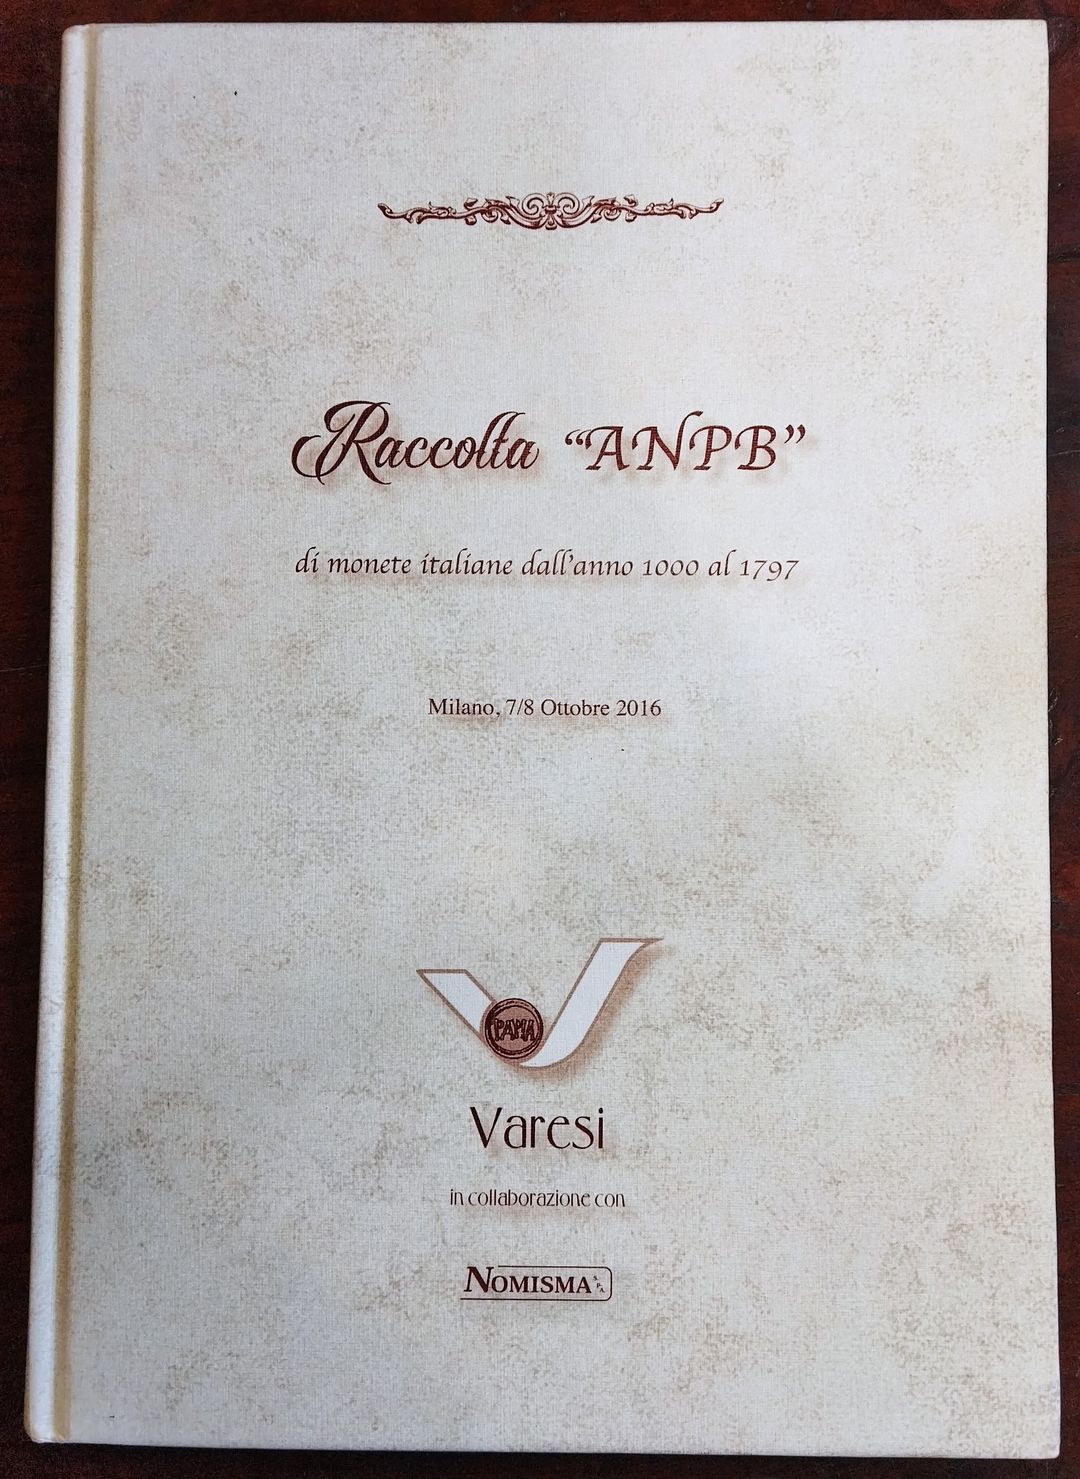 Raccolta “ANPB”
di monete italiane dall'anno 1000 al 1797
Milano, 7/8 Ottobre 2016
PAPIA
Varesi
in collaborazione con
NOMISMA S.P.A.